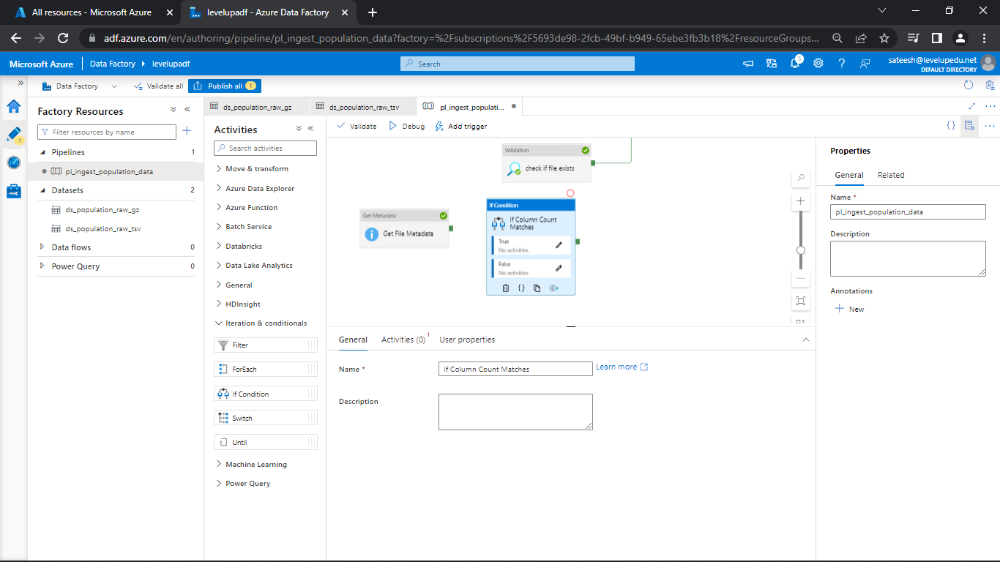 All resources - Microsoft Azure
levelupadf - Azure Data Factory
adf.azure.com/en/authoring/pipeline/pl_ingest_population_data?factory=%2Fsubscriptions%2F5693de98-2fcb-49bf-b949-65ebe3fb3b18%2FresourceGroups...
Microsoft Azure
Data Factory
levelupadf
Search
5
sateesh@levelupedu.net
DEFAULT DIRECTORY
Data Factory
Validate all
Publish all 1
1
Factory Resources
Filter resources by name
Pipelines 1
pl_ingest_population_data
Datasets 2
ds_population_raw_gz
ds_population_raw_tsv
Data flows 0
Power Query 0
ds_population_raw_gz
ds_population_raw_tsv
pl_ingest_populati...
Activities
Search activities
Move & transform
Azure Data Explorer
Azure Function
Batch Service
Databricks
Data Lake Analytics
General
HDInsight
Iteration & conditionals
Filter
ForEach
If Condition
Switch
Until
Machine Learning
Power Query
Validate
Debug
Add trigger
Validation
check if file exists
Get Metadata
Get File Metadata
If Condition
If Column Count
Matches
True
No activities
False
No activities
General
Activities (0) 1
User properties
Name *
If Column Count Matches
Learn more
Description
Properties
General
Related
Name *
pl_ingest_population_data
Description
Annotations
New